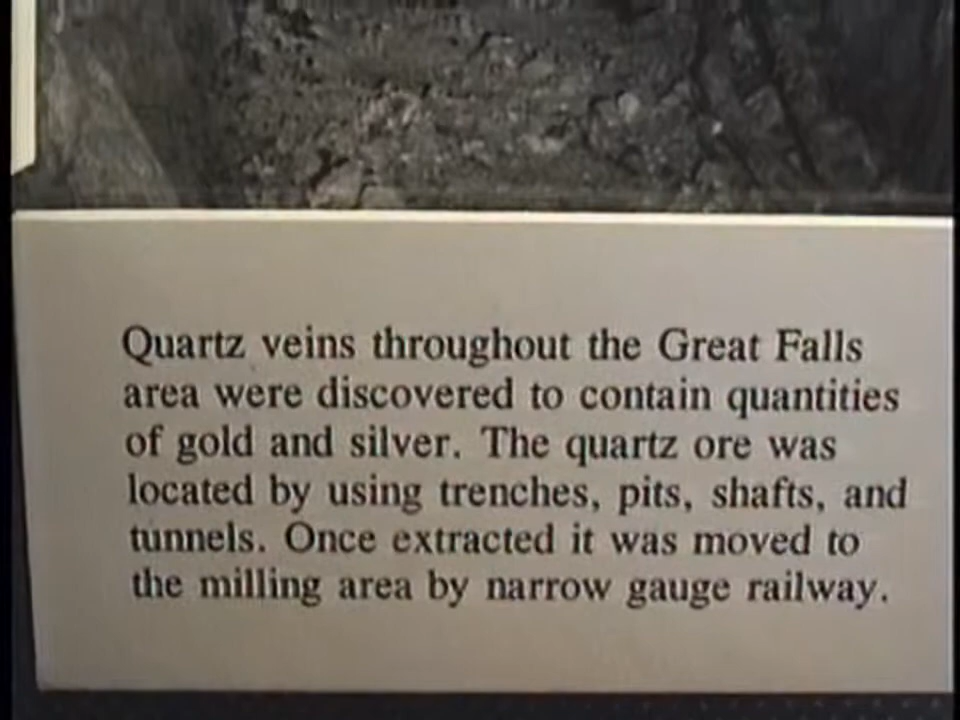 Quartz veins throughout the Great Falls
area were discovered to contain quantities
of gold and silver. The quartz ore was
located by using trenches, pits, shafts, and
tunnels. Once extracted it was moved to
the milling area by narrow gauge railway.